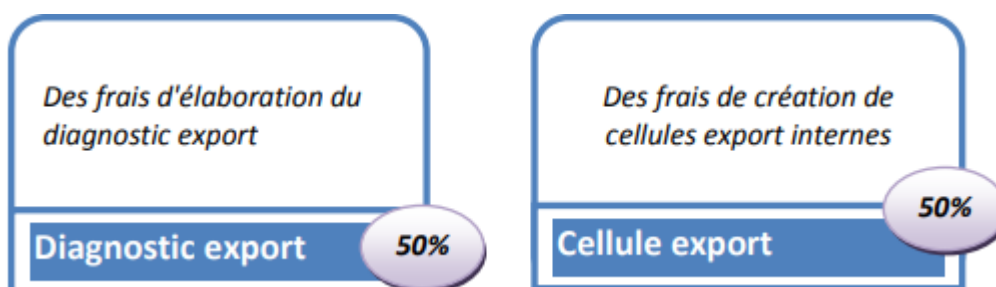 Des frais d'élaboration du
diagnostic export
Diagnostic export
50%
Des frais de création de
cellules export internes
50%
Cellule export